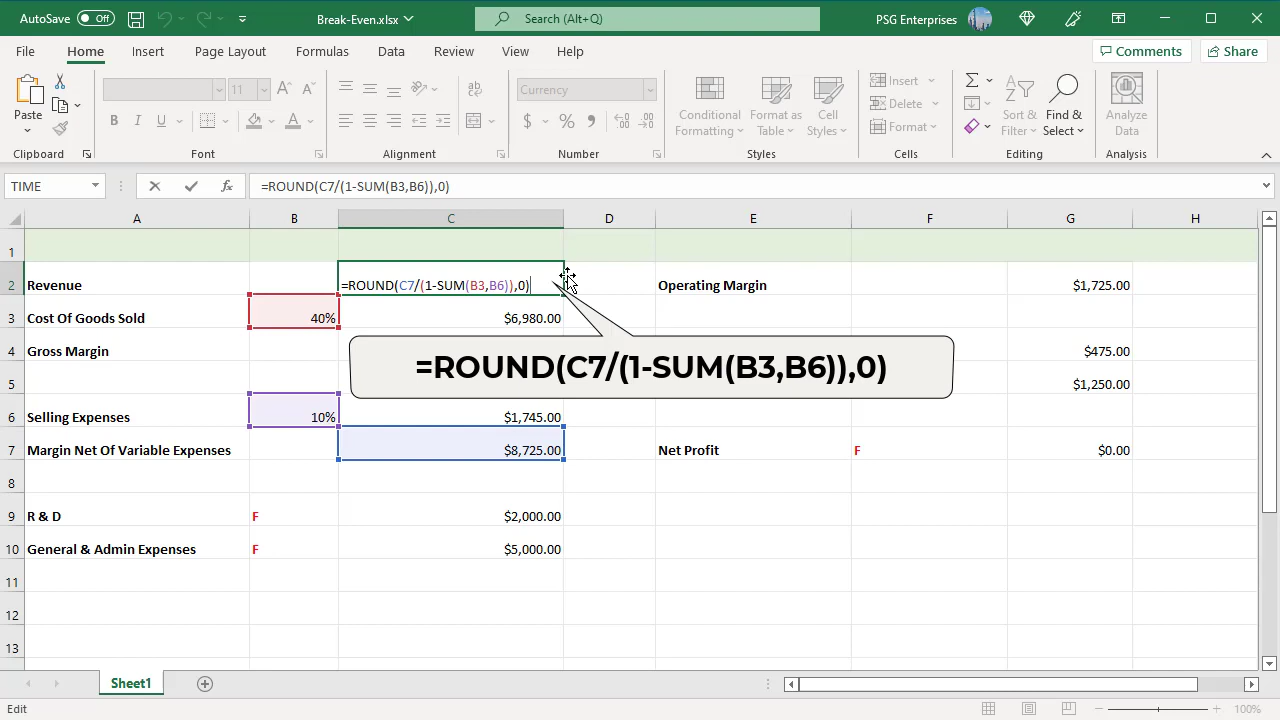 AutoSave Off Break-Even.xlsx Search (Alt+Q) PSG Enterprises
File Home Insert Page Layout Formulas Data Review View Help Comments Share
Paste
Clipboard
11
B I U A
Font
ab
Alignment
Currency
$ % 9
Number
Conditional Formatting
Format as Table
Cell Styles
Styles
Insert
Delete
Format
Cells
Sort & Filter
Find & Select
Editing
Analyze Data
Analysis
TIME fx =ROUND(C7/(1-SUM(B3,B6)),0)
A B C D E F G H
1
2 Revenue =ROUND(C7/(1-SUM(B3,B6)),0) Operating Margin $1,725.00
3 Cost Of Goods Sold 40% $6,980.00
4 Gross Margin $475.00
=ROUND(C7/(1-SUM(B3,B6)),0)
5 $1,250.00
6 Selling Expenses 10% $1,745.00
7 Margin Net Of Variable Expenses $8,725.00 Net Profit F $0.00
8
9 R & D F $2,000.00
10 General & Admin Expenses F $5,000.00
11
12
13
Sheet1
Edit 100%